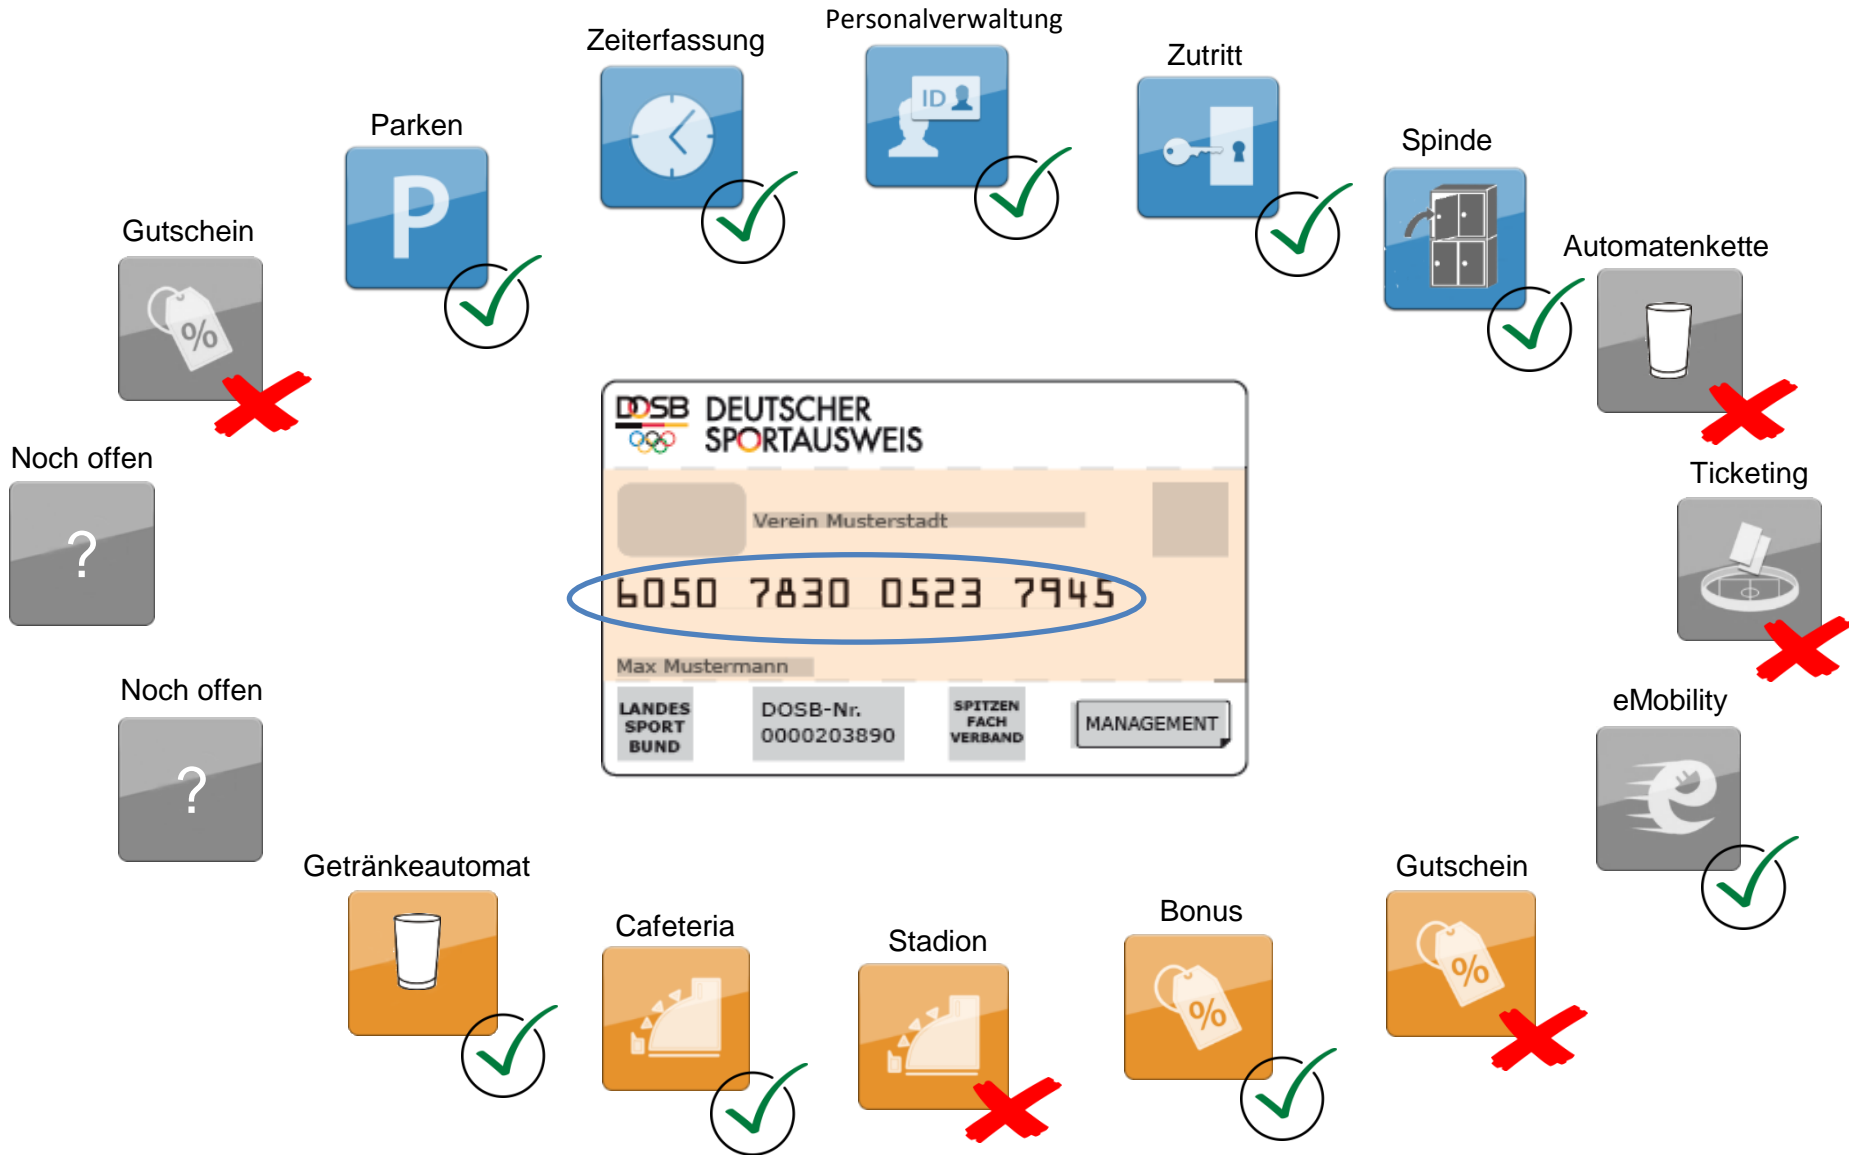 Personalverwaltung
Zeiterfassung
Zutritt
ID
Parken
P
Spinde
Gutschein
%
Automatenkette
DOSB DEUTSCHER
SPORTAUSWEIS
Noch offen
?
Ticketing
Verein Musterstadt
6050 7830 0523 7945
Max Mustermann
Noch offen
?
eMobility
LANDES
SPORT
BUND
DOSB-Nr.
0000203890
SPITZEN
FACH
VERBAND
MANAGEMENT
e
Getränkeautomat
Cafeteria
Stadion
Bonus
%
Gutschein
%